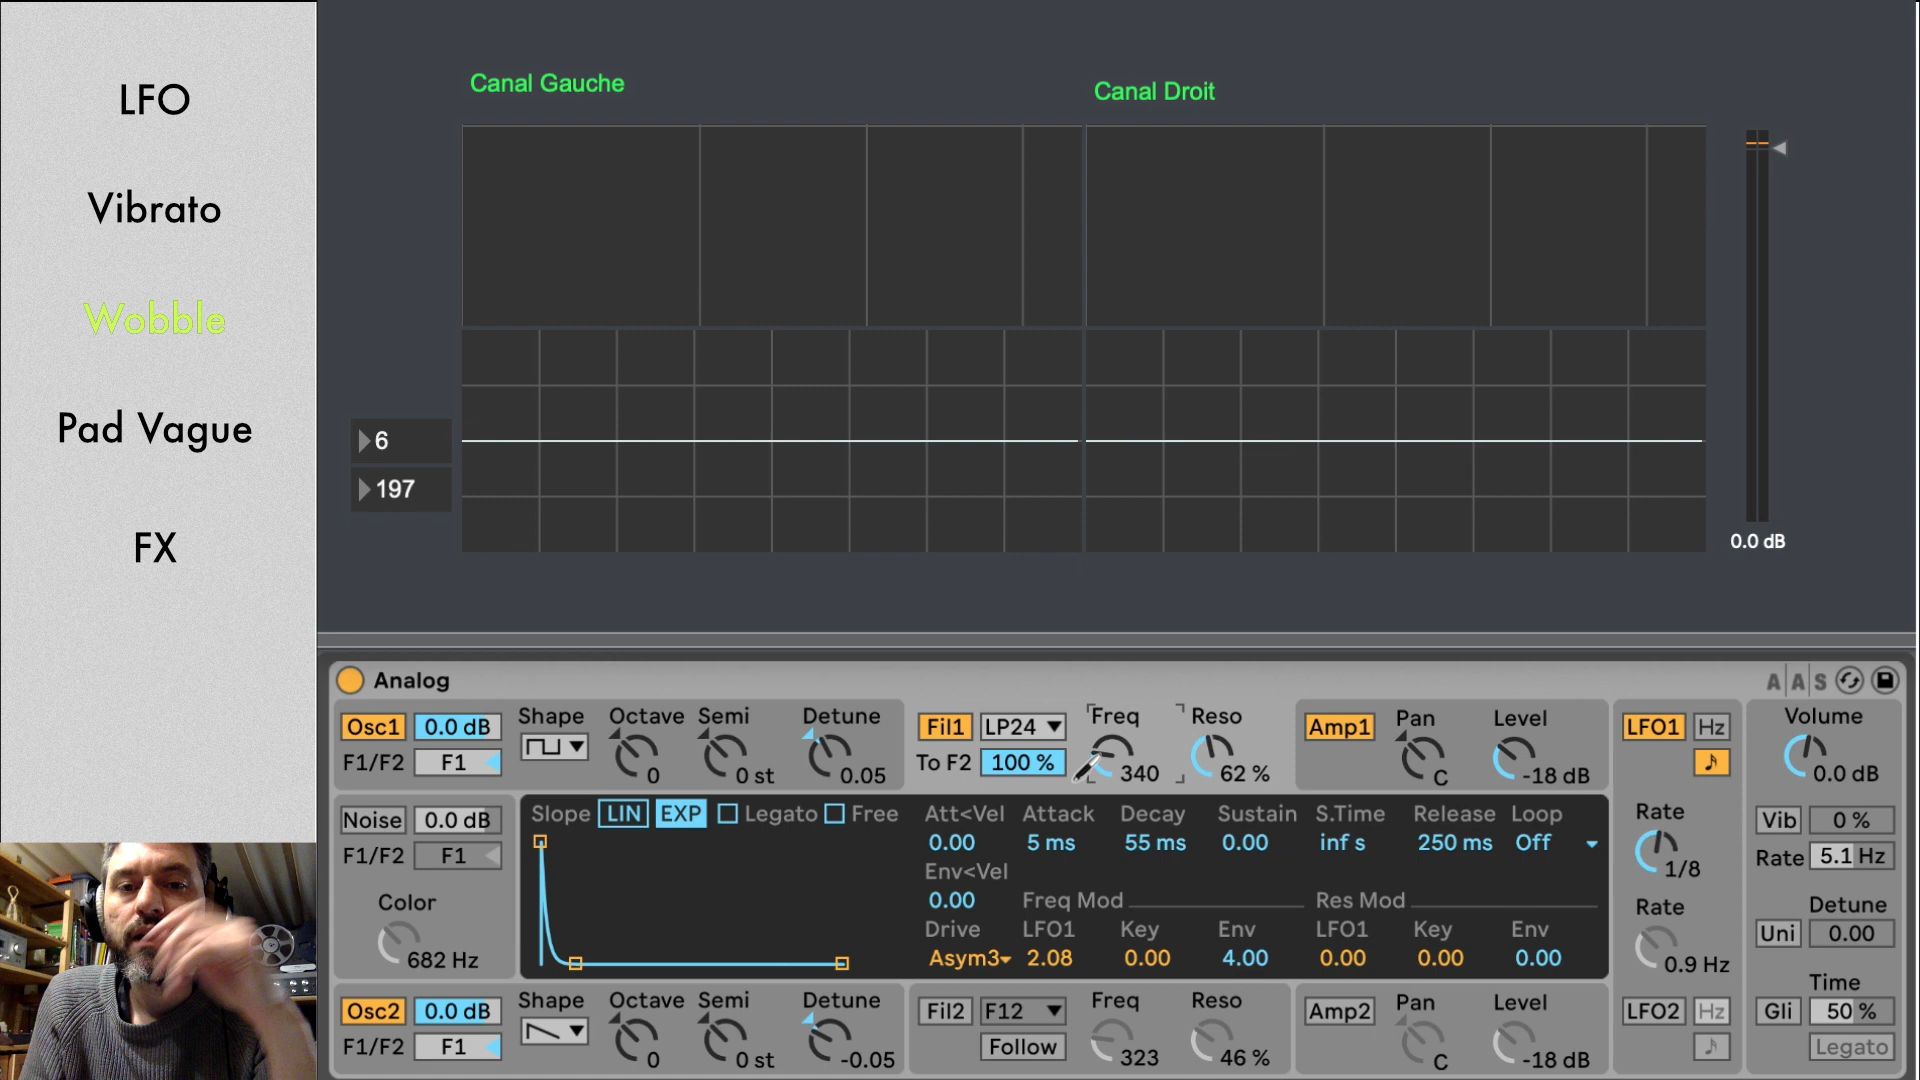 LFO
Vibrato
Wobble
Pad Vague
FX
Canal Gauche
Canal Droit
6
197
0.0 dB
Analog
A A S
Osc1 0.0 dB Shape Octave Semi Detune
F1/F2 F1 0 0 st 0.05
Fil1 LP24 Freq Reso
To F2 100 % 340 62 %
Amp1 Pan Level
C -18 dB
LFO1 Hz
Rate
1/8
Rate
0.9 Hz
LFO2 Hz
Volume
0.0 dB
Vib 0 %
Rate 5.1 Hz
Detune
Uni 0.00
Time
Gli 50 %
Legato
Noise 0.0 dB
F1/F2 F1
Color
682 Hz
Slope LIN EXP Legato Free
Att<Vel Attack Decay Sustain S.Time Release Loop
0.00 5 ms 55 ms 0.00 inf s 250 ms Off
Env<Vel
0.00 Freq Mod Res Mod
Drive LFO1 Key Env LFO1 Key Env
Asym3 2.08 0.00 4.00 0.00 0.00 0.00
Osc2 0.0 dB Shape Octave Semi Detune
F1/F2 F1 0 0 st -0.05
Fil2 F12 Freq Reso
Follow 323 46 %
Amp2 Pan Level
C -18 dB